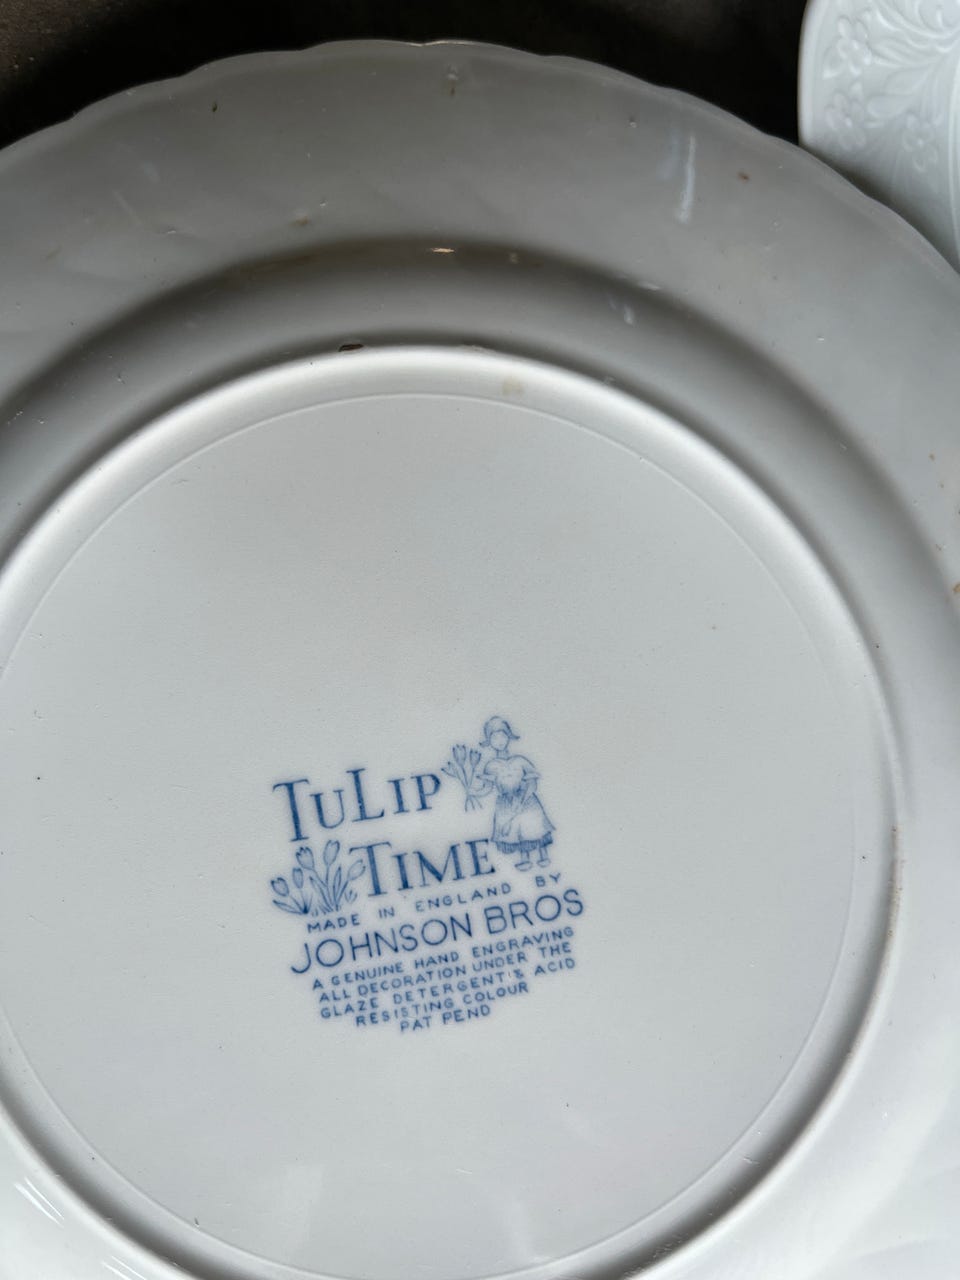 TULIP
TIME
MADE IN ENGLAND BY
JOHNSON BROS
A GENUINE HAND ENGRAVING
ALL DECORATION UNDER THE
GLAZE DETERGENT & ACID
RESISTING COLOUR
PAT PEND